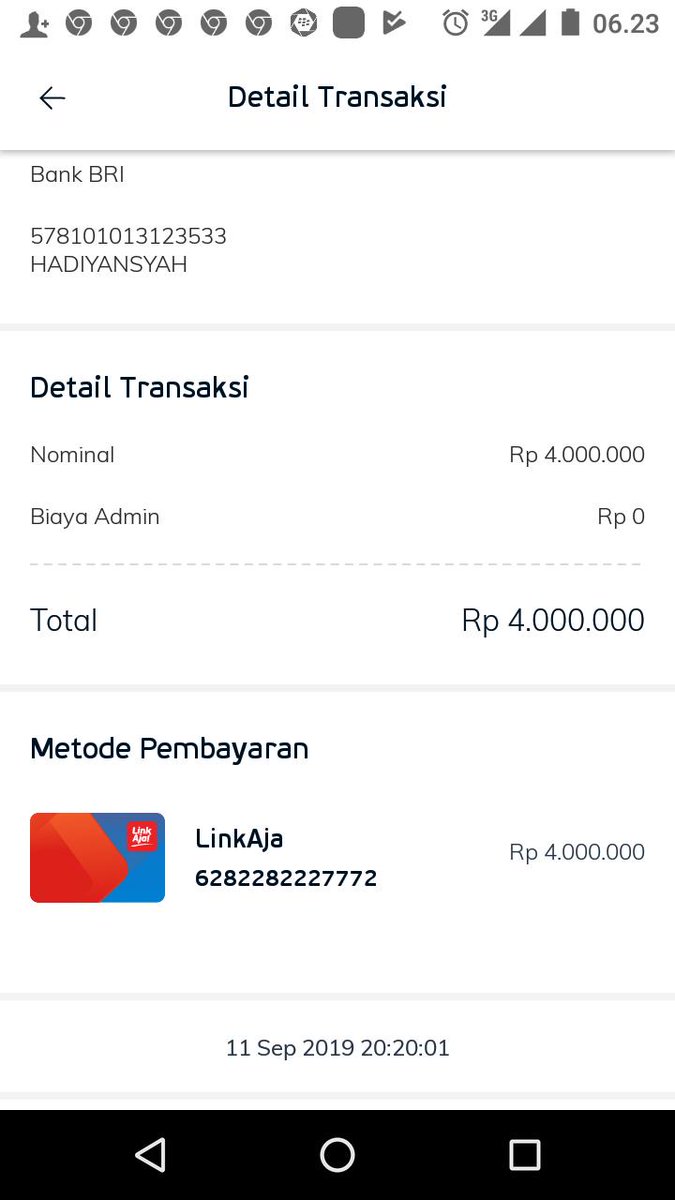 3G 06.23
Detail Transaksi
Bank BRI
578101013123533
HADIYANSYAH
Detail Transaksi
Nominal Rp 4.000.000
Biaya Admin Rp 0
Total Rp 4.000.000
Metode Pembayaran
Link
Aja!
LinkAja
6282282227772
Rp 4.000.000
11 Sep 2019 20:20:01